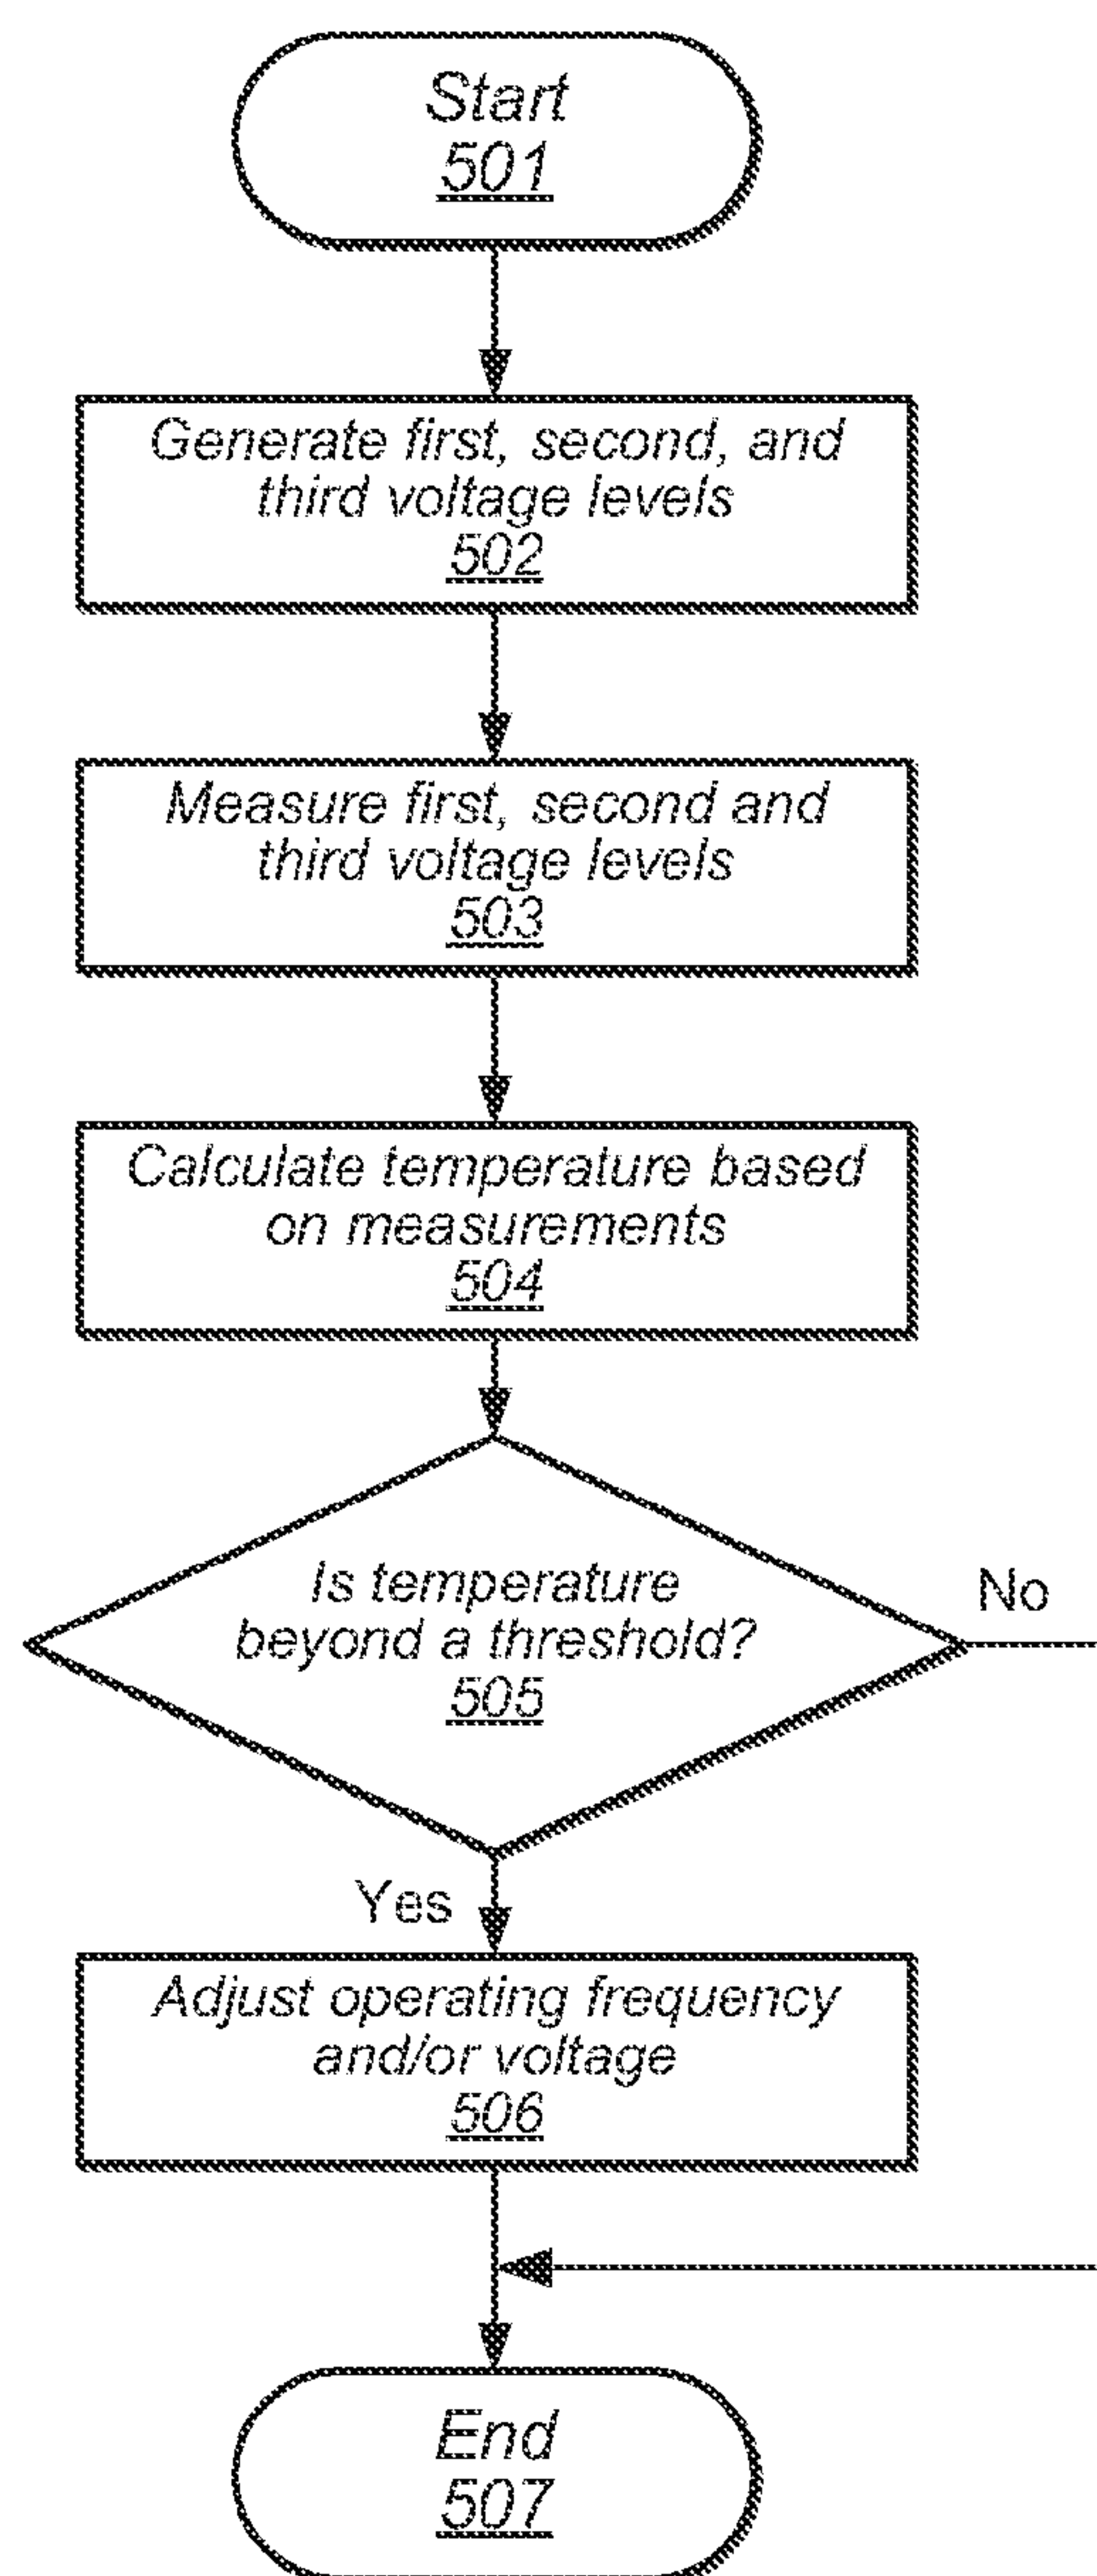 Start
501
Generate first, second, and
third voltage levels
502
Measure first, second and
third voltage levels
503
Calculate temperature based
on measurements
504
Is temperature
beyond a threshold?
505
No
Yes
Adjust operating frequency
and/or voltage
506
End
507